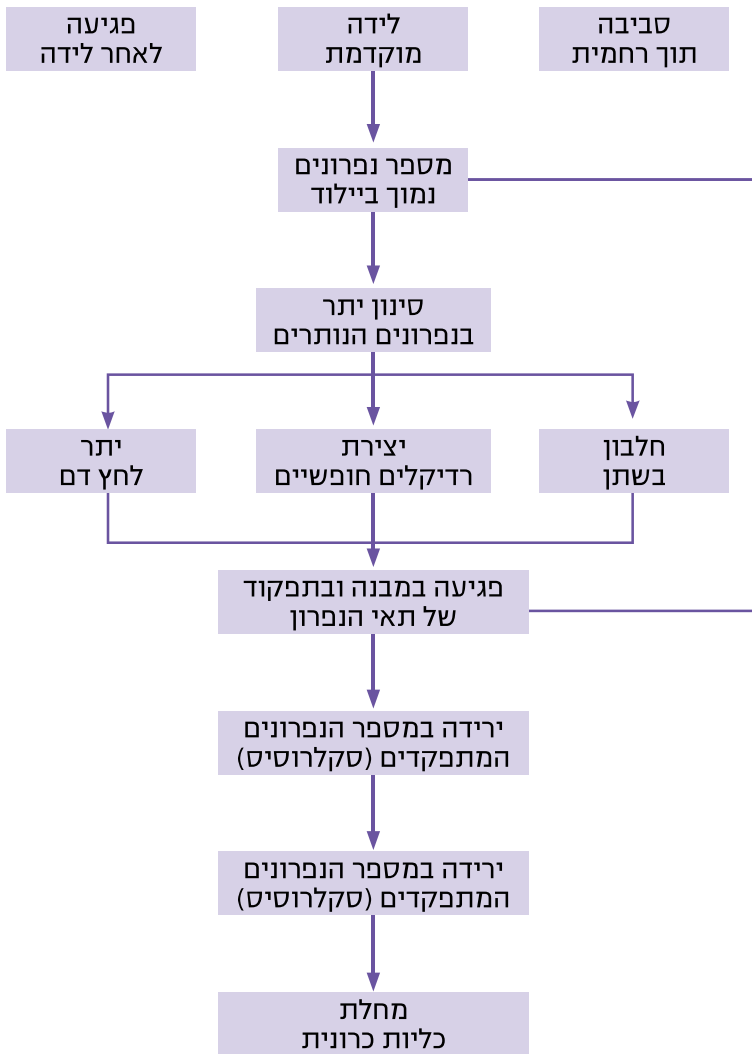 סביבה
תוך רחמית
לידה
מוקדמת
פגיעה
לאחר לידה
מספר נפרונים
נמוך ביילוד
סינון יתר
בנפרונים הנותרים
חלבון
בשתן
יצירת
רדיקלים חופשיים
יתר
לחץ דם
פגיעה במבנה ובתפקוד
של תאי הנפרון
ירידה במספר הנפרונים
המתפקדים (סקלרוסיס)
ירידה במספר הנפרונים
המתפקדים (סקלרוסיס)
מחלת
כליות כרונית